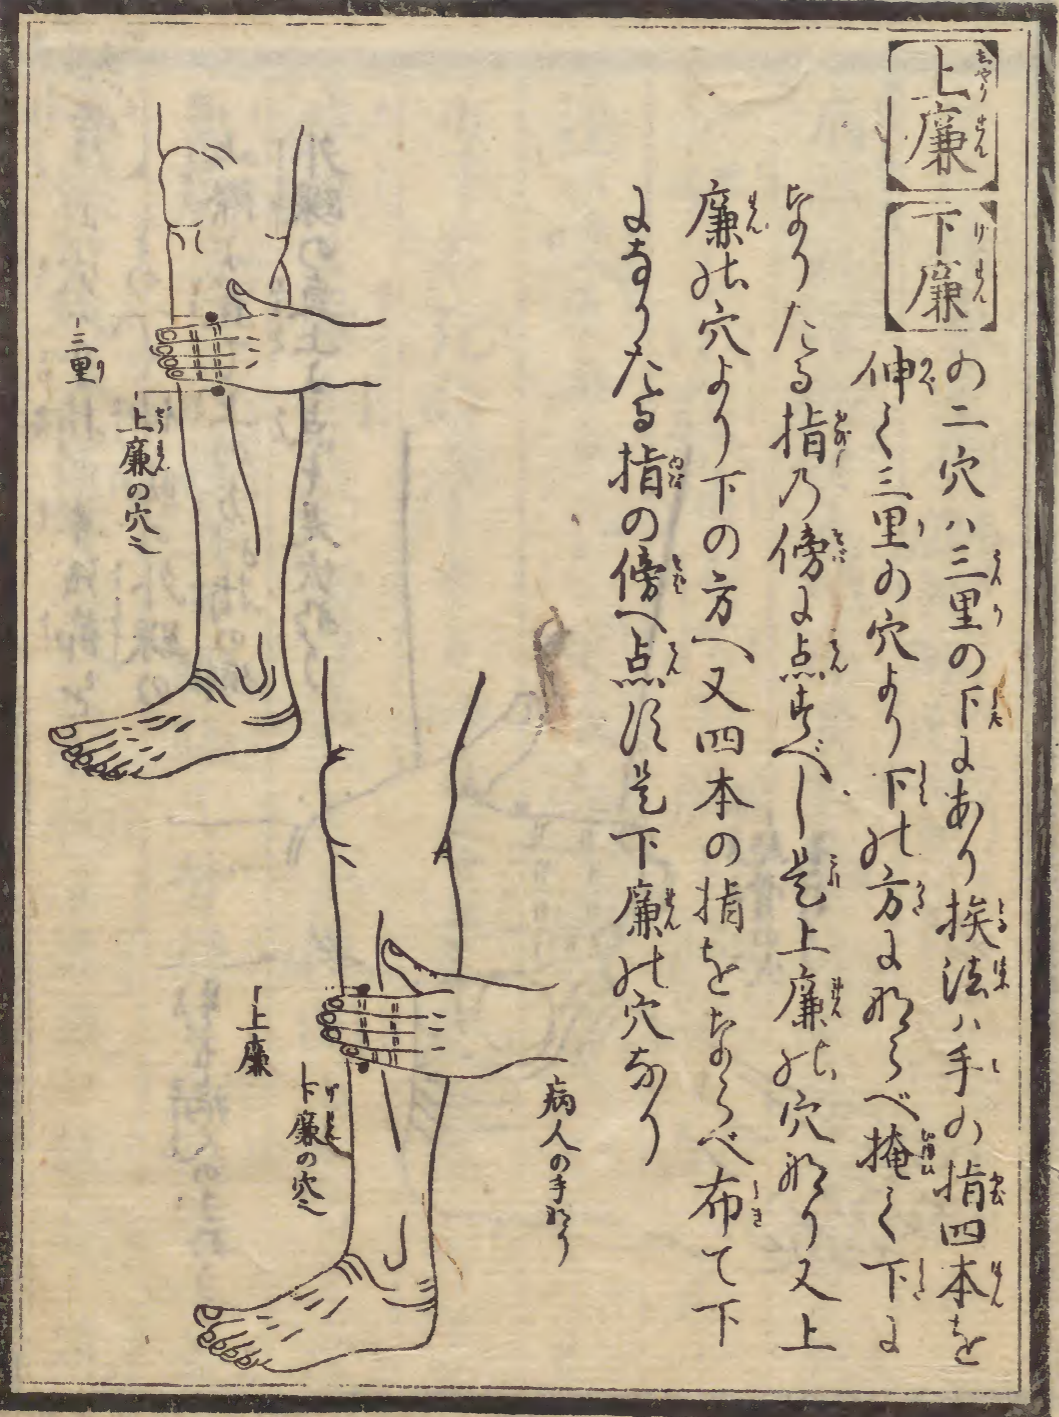 上廉 下廉
の二穴ハ三里の下にあり挨法ハ手の指四本を
伸て三里の穴より下の方にならべ掩て下に
なりたる指乃傍に点すべし是上廉の穴なり又上
廉の穴より下の方へ又四本の指をならべ布て下
になりたる指の傍へ点ず是下廉の穴なり
三里
上廉の穴也
上廉
下廉の穴也
病人の手なり